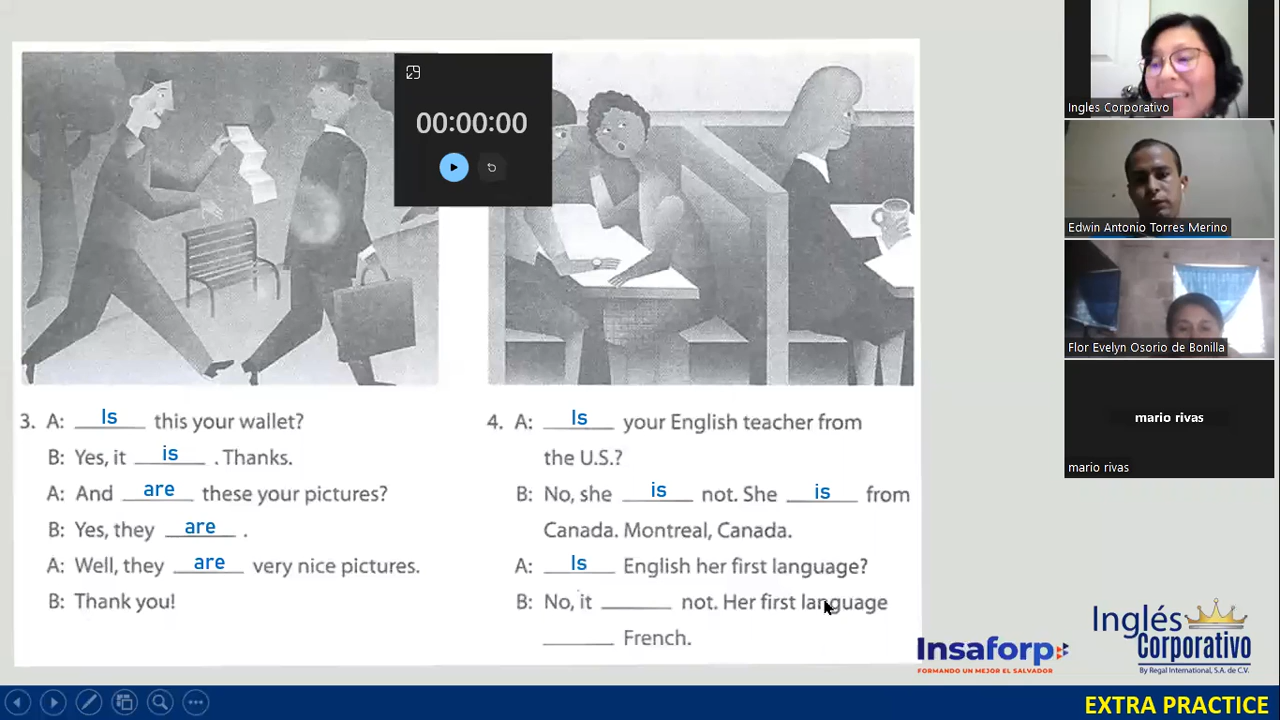 00:00:00
3. A: Is this your wallet?
B: Yes, it is . Thanks.
A: And are these your pictures?
B: Yes, they are .
A: Well, they are very nice pictures.
B: Thank you!
4. A: Is your English teacher from
the U.S.?
B: No, she is not. She is from
Canada. Montreal, Canada.
A: Is English her first language?
B: No, it ______ not. Her first language
______ French.
Insaforp
FORMANDO UN MEJOR EL SALVADOR
Inglés
Corporativo
By Regal International, S.A. de C.V.
EXTRA PRACTICE
Ingles Corporativo
Edwin Antonio Torres Merino
Flor Evelyn Osorio de Bonilla
mario rivas
mario rivas